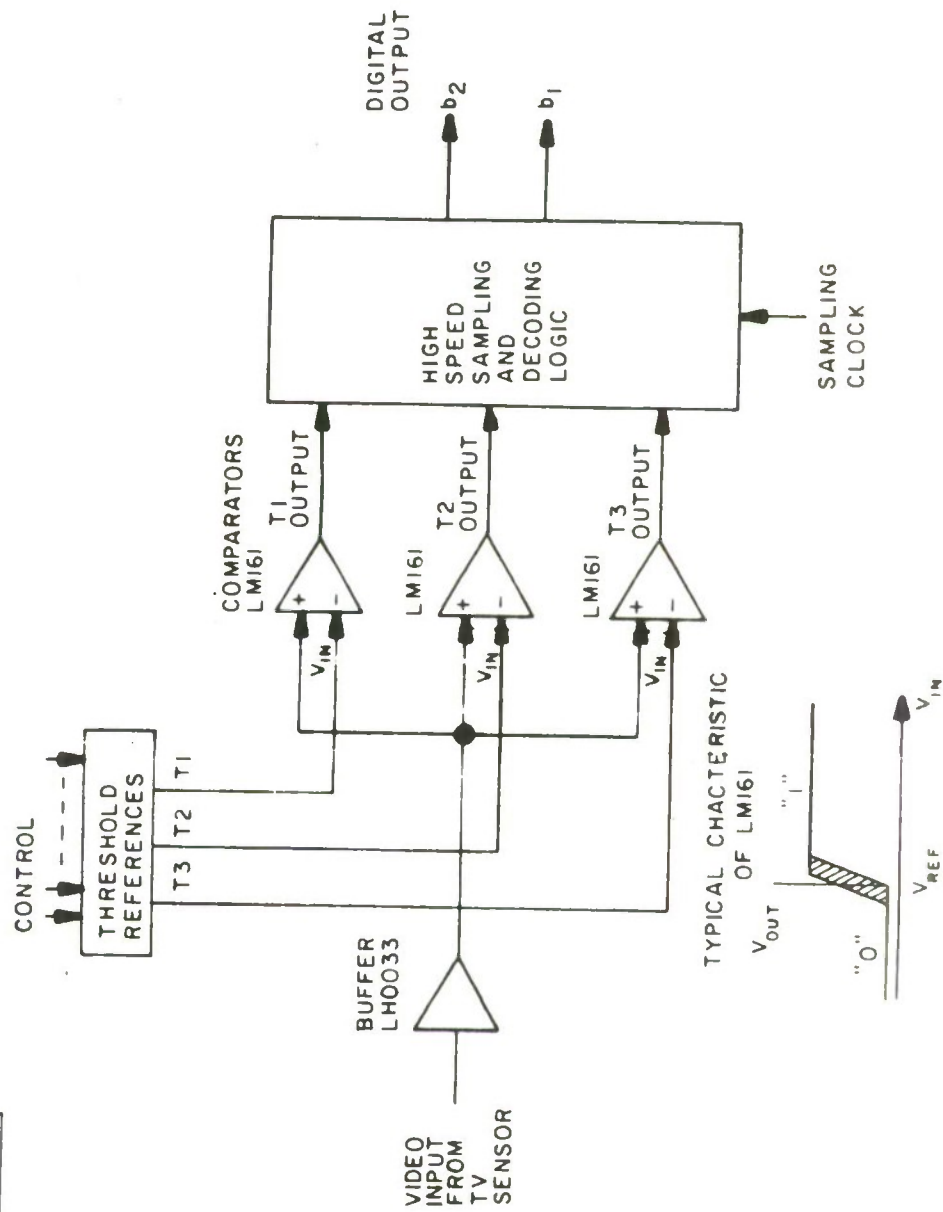 CONTROL
THRESHOLD
REFERENCES
T3
T2
T1
VIDEO
INPUT
FROM
TV
SENSOR
BUFFER
LH0033
COMPARATORS
LM161
+
-
VIN
T1
OUTPUT
LM161
+
-
VIN
T2
OUTPUT
LM161
+
-
VIN
T3
OUTPUT
HIGH
SPEED
SAMPLING
AND
DECODING
LOGIC
DIGITAL
OUTPUT
b2
b1
SAMPLING
CLOCK
TYPICAL CHACTERISTIC
OF LM161
VOUT
"0"
"1"
VREF
VIN